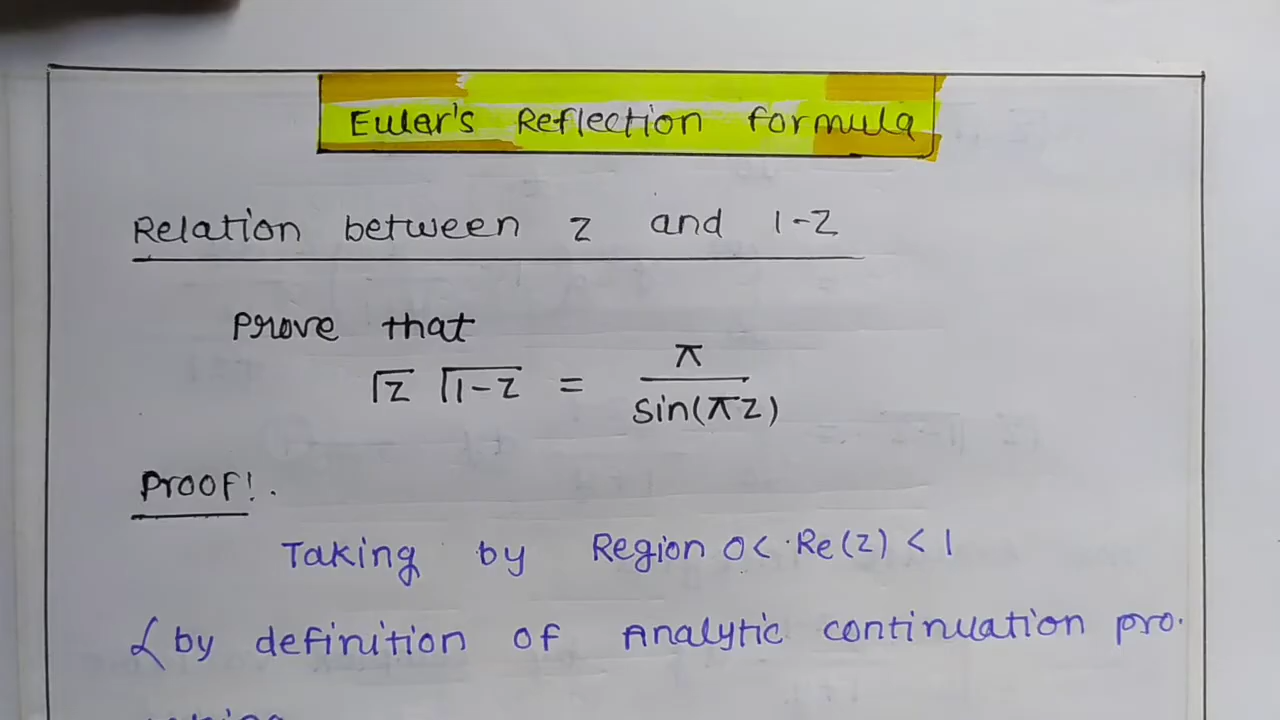 Euler's Reflection formula
Relation between z and 1-z
Prove that
Γz Γ1-z = π / sin(πz)
Proof!.
Taking by Region 0< Re(z) < 1
& by definition of Analytic continuation pro.